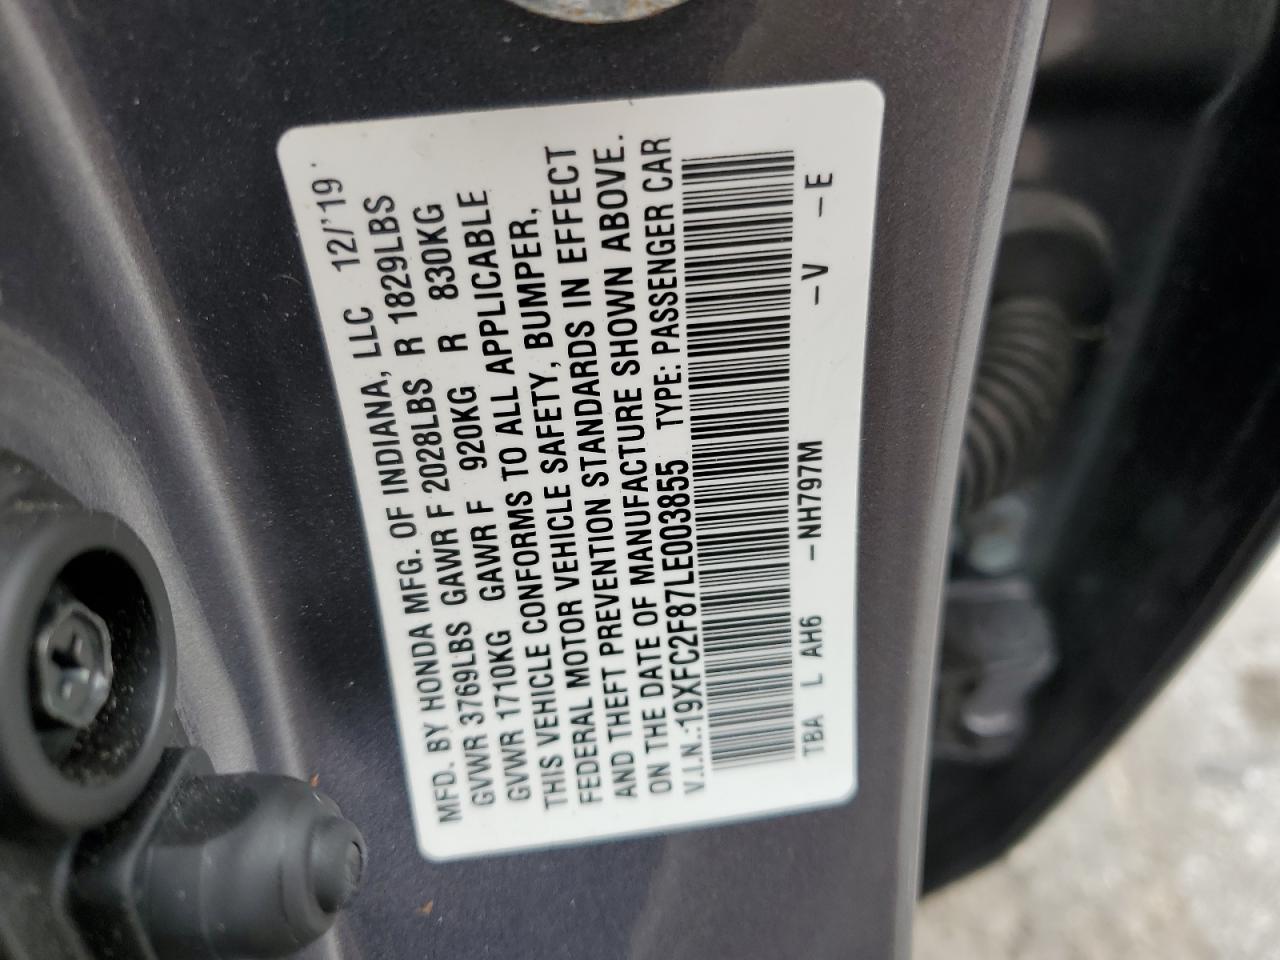 MFD. BY HONDA MFG. OF INDIANA, LLC 12/'19
GVWR 3769LBS GAWR F 2028LBS R 1829LBS
GVWR 1710KG GAWR F 920KG R 830KG
THIS VEHICLE CONFORMS TO ALL APPLICABLE
FEDERAL MOTOR VEHICLE SAFETY, BUMPER,
AND THEFT PREVENTION STANDARDS IN EFFECT
ON THE DATE OF MANUFACTURE SHOWN ABOVE.
V.I.N.:19XFC2F87LE003855 TYPE: PASSENGER CAR
TBA L AH6 -NH797M -V -E